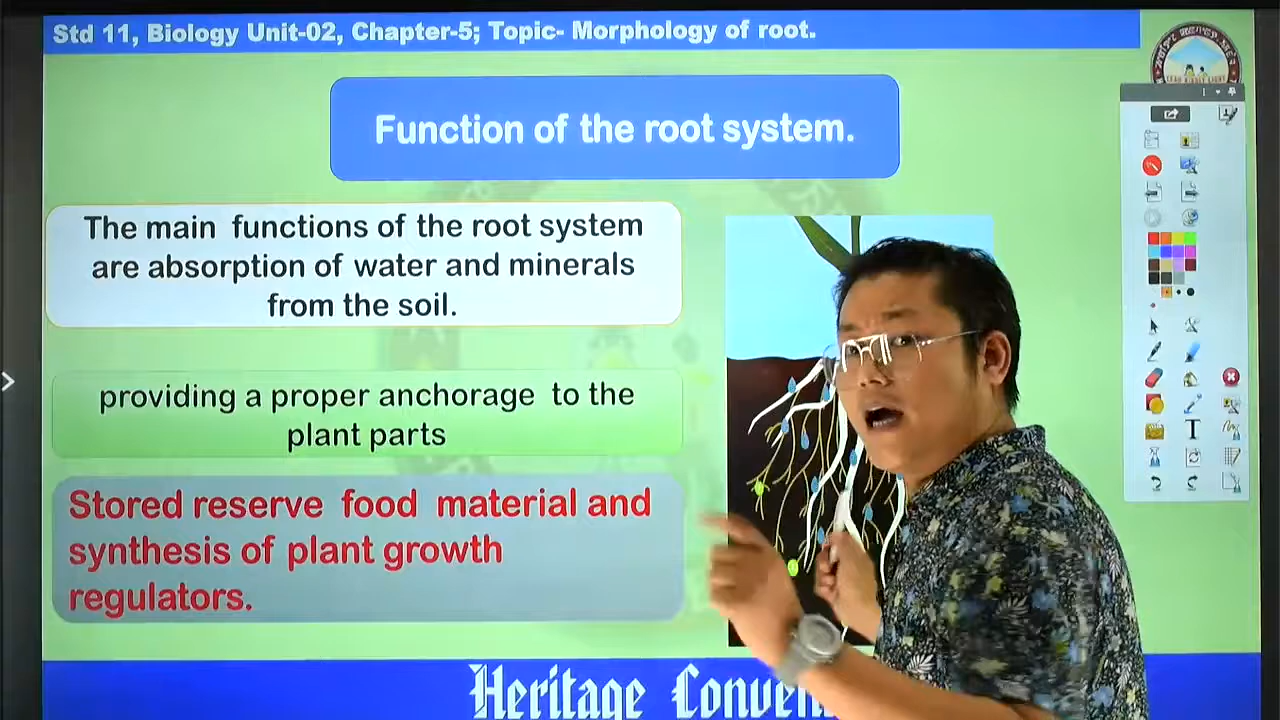 Std 11, Biology Unit-02, Chapter-5; Topic- Morphology of root.
Function of the root system.
The main functions of the root system
are absorption of water and minerals
from the soil.
providing a proper anchorage to the
plant parts
Stored reserve food material and
synthesis of plant growth
regulators.
Heritage